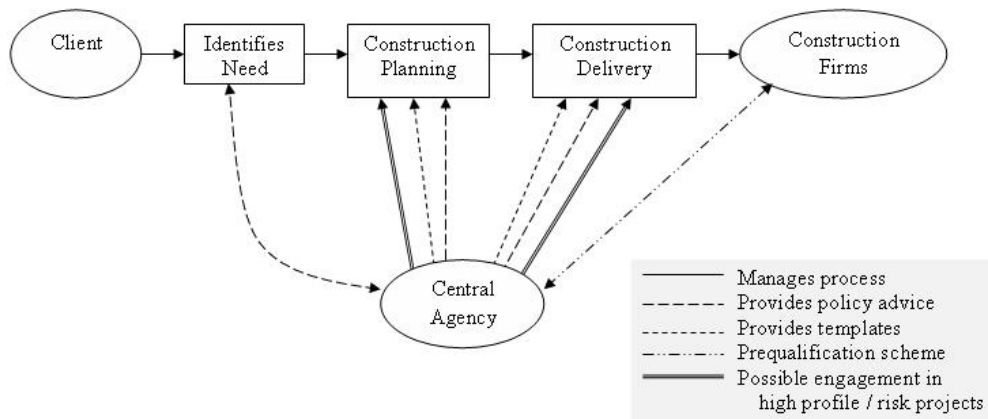 Client
Identifies
Need
Construction
Planning
Construction
Delivery
Construction
Firms
Central
Agency
Manages process
Provides policy advice
Provides templates
Prequalification scheme
Possible engagement in
high profile / risk projects